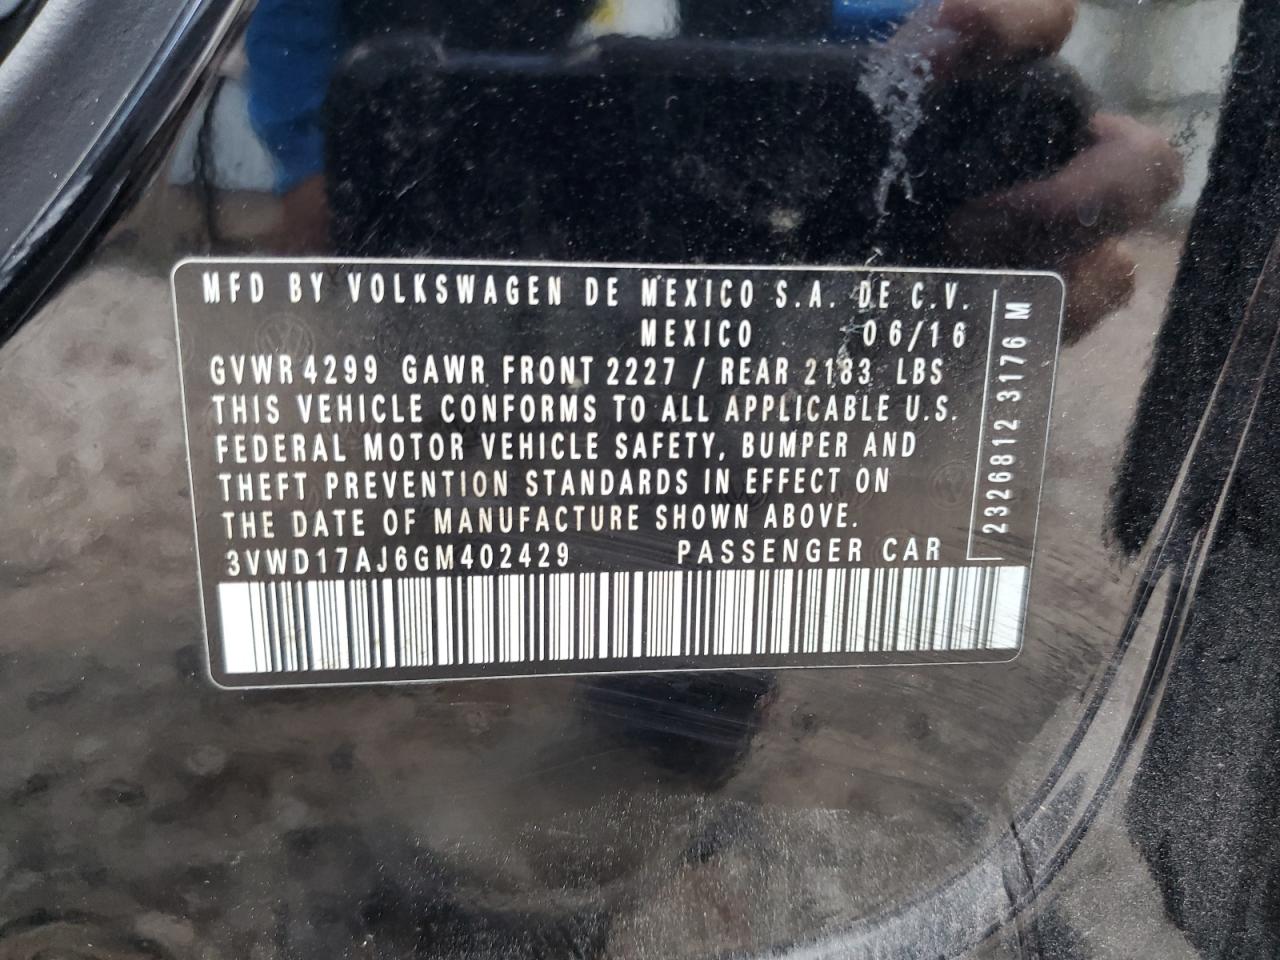 MFD BY VOLKSWAGEN DE MEXICO S.A. DE C.V.
MEXICO 06/16
GVWR 4299 GAWR FRONT 2227 / REAR 2183 LBS
THIS VEHICLE CONFORMS TO ALL APPLICABLE U.S.
FEDERAL MOTOR VEHICLE SAFETY, BUMPER AND
THEFT PREVENTION STANDARDS IN EFFECT ON
THE DATE OF MANUFACTURE SHOWN ABOVE.
3VWD17AJ6GM402429 PASSENGER CAR
2326812 3176 M